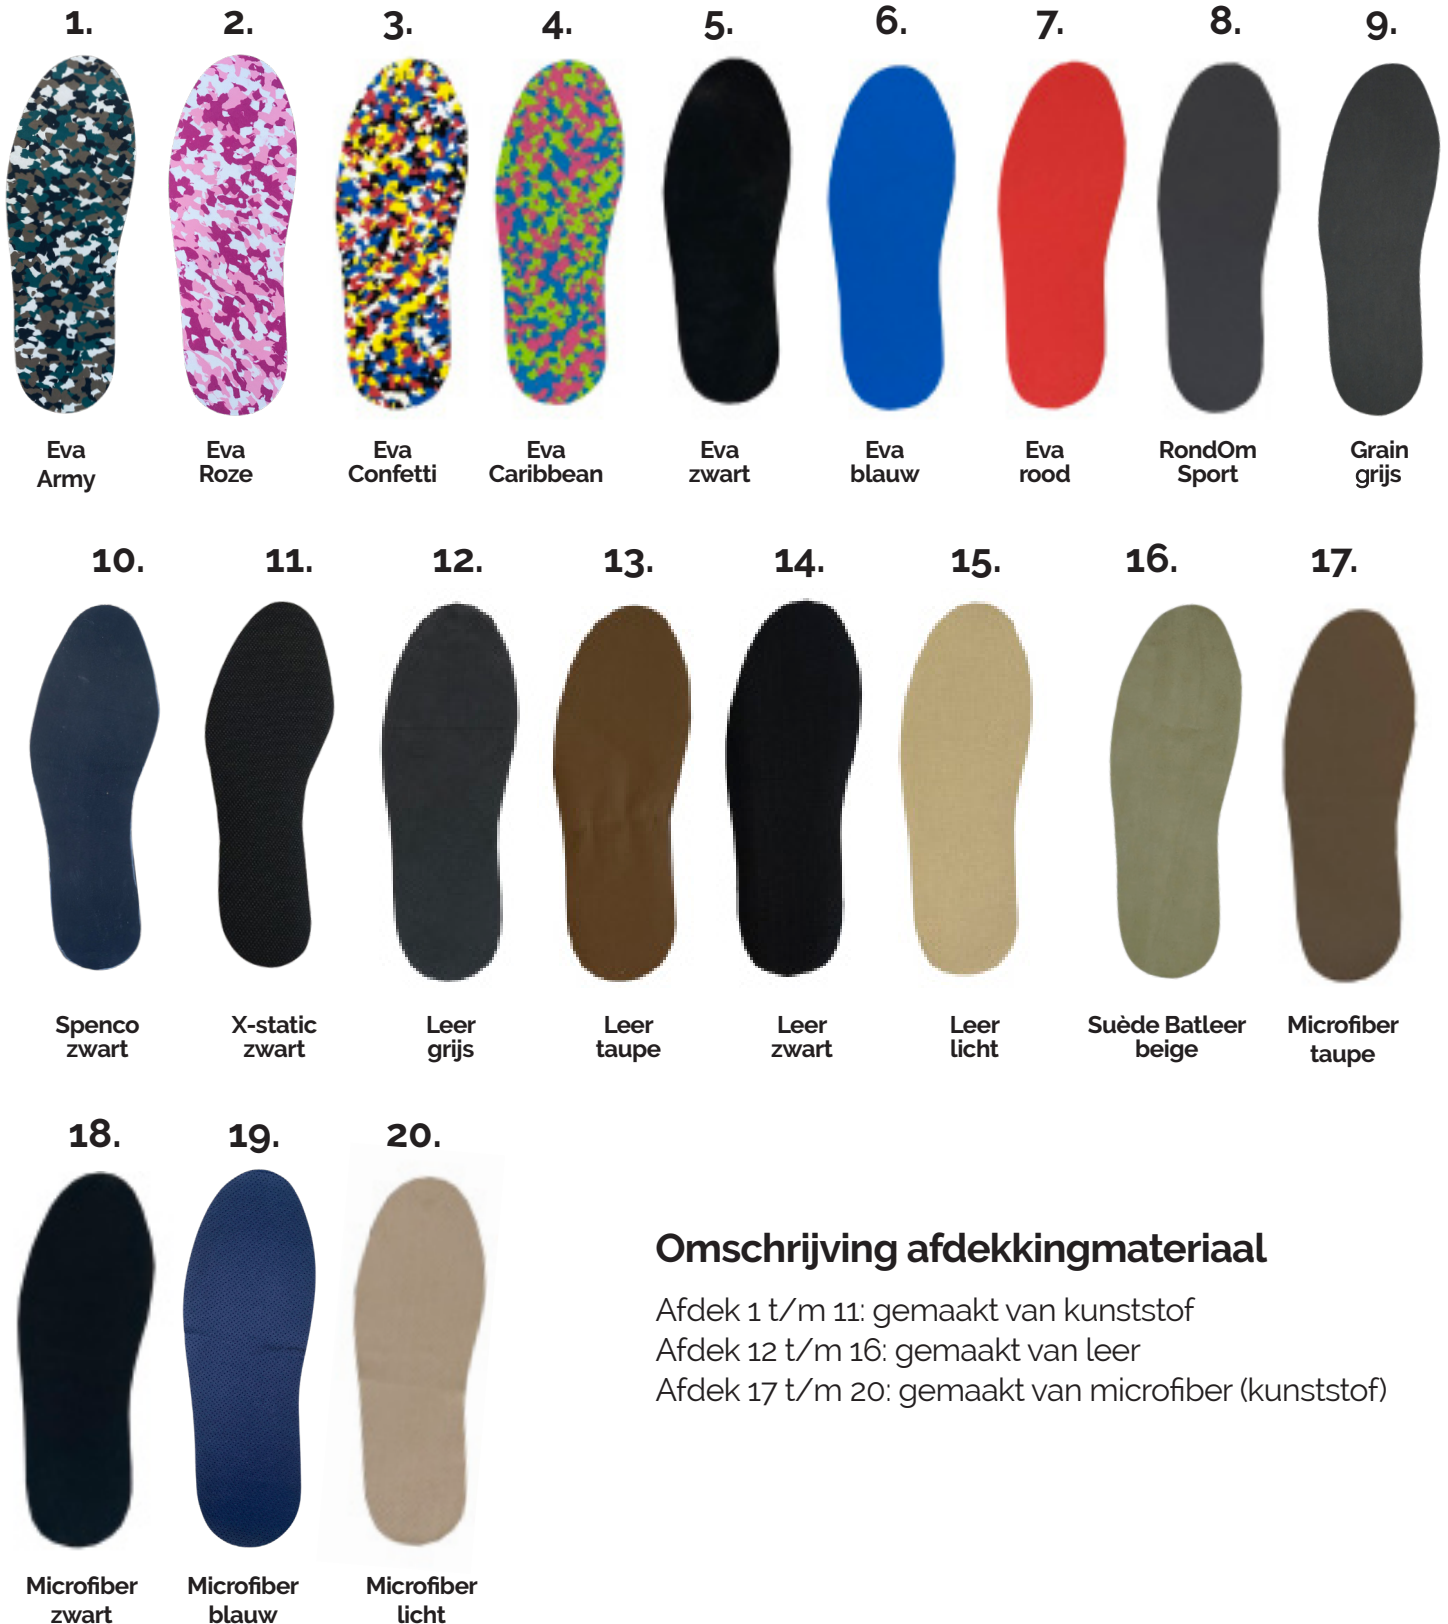 1. 2. 3. 4. 5. 6. 7. 8. 9.
Eva Eva Eva Eva Eva Eva Eva RondOm Grain
Army Roze Confetti Caribbean zwart blauw rood Sport grijs
10. 11. 12. 13. 14. 15. 16. 17.
Spenco X-static Leer Leer Leer Leer Suède Batleer Microfiber
zwart zwart grijs taupe zwart licht beige taupe
18. 19. 20.
Omschrijving afdekkingmateriaal
Afdek 1 t/m 11: gemaakt van kunststof
Afdek 12 t/m 16: gemaakt van leer
Afdek 17 t/m 20: gemaakt van microfiber (kunststof)
Microfiber Microfiber Microfiber
zwart blauw licht